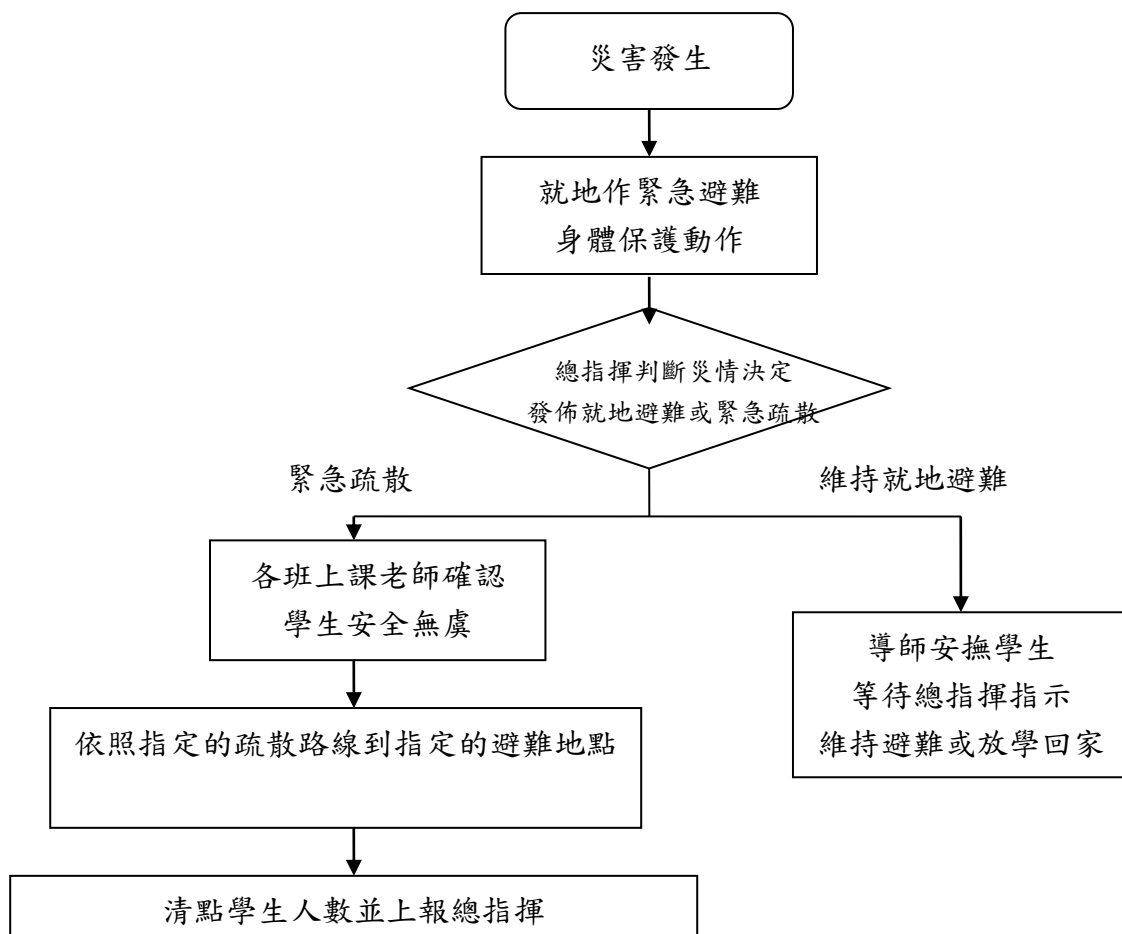 災害發生
就地作緊急避難
身體保護動作
總指揮判斷災情決定
發佈就地避難或緊急疏散
緊急疏散
維持就地避難
各班上課老師確認
學生安全無虞
導師安撫學生
等待總指揮指示
維持避難或放學回家
依照指定的疏散路線到指定的避難地點
清點學生人數並上報總指揮